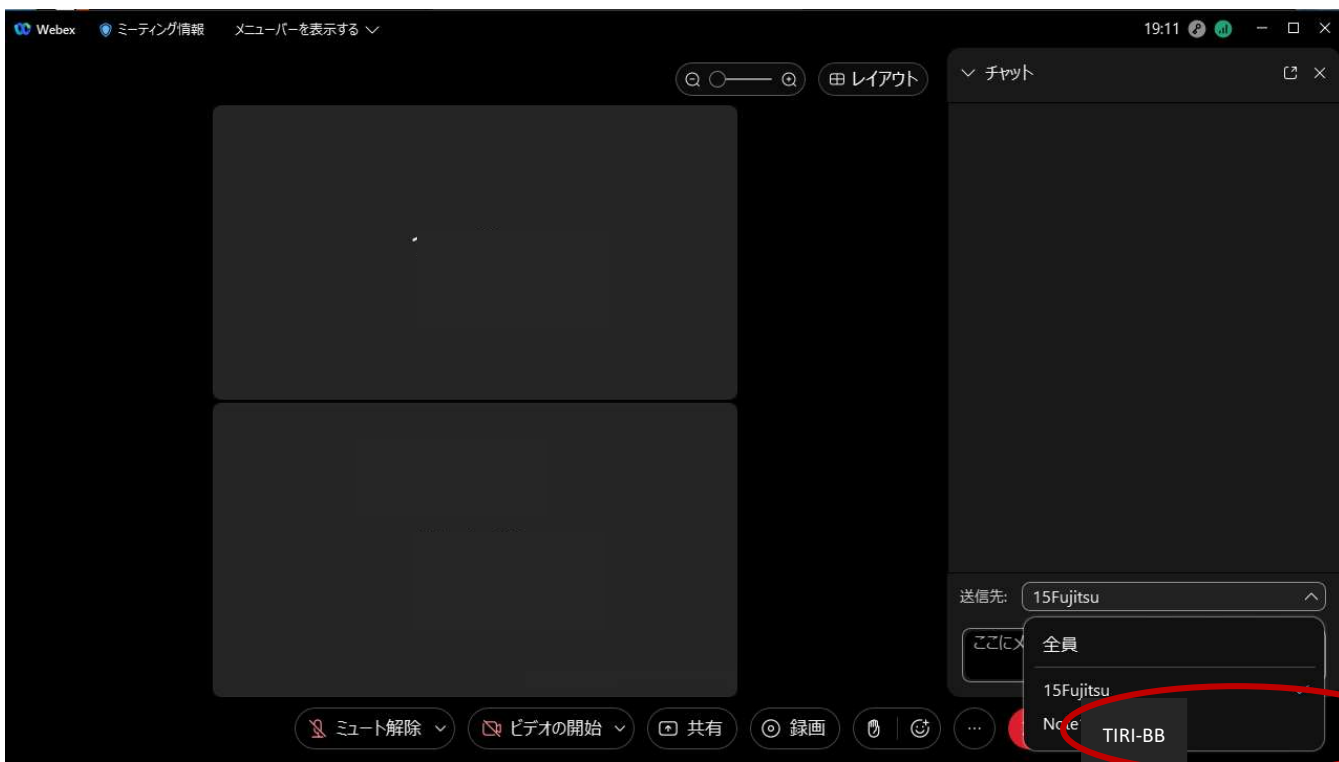 Webex ミーティング情報 メニューバーを表示する 19:11
レイアウト
チャット
送信先: 15Fujitsu
ここにメ
全員
15Fujitsu
Note
TIRI-BB
ミュート解除 ビデオの開始 共有 録画